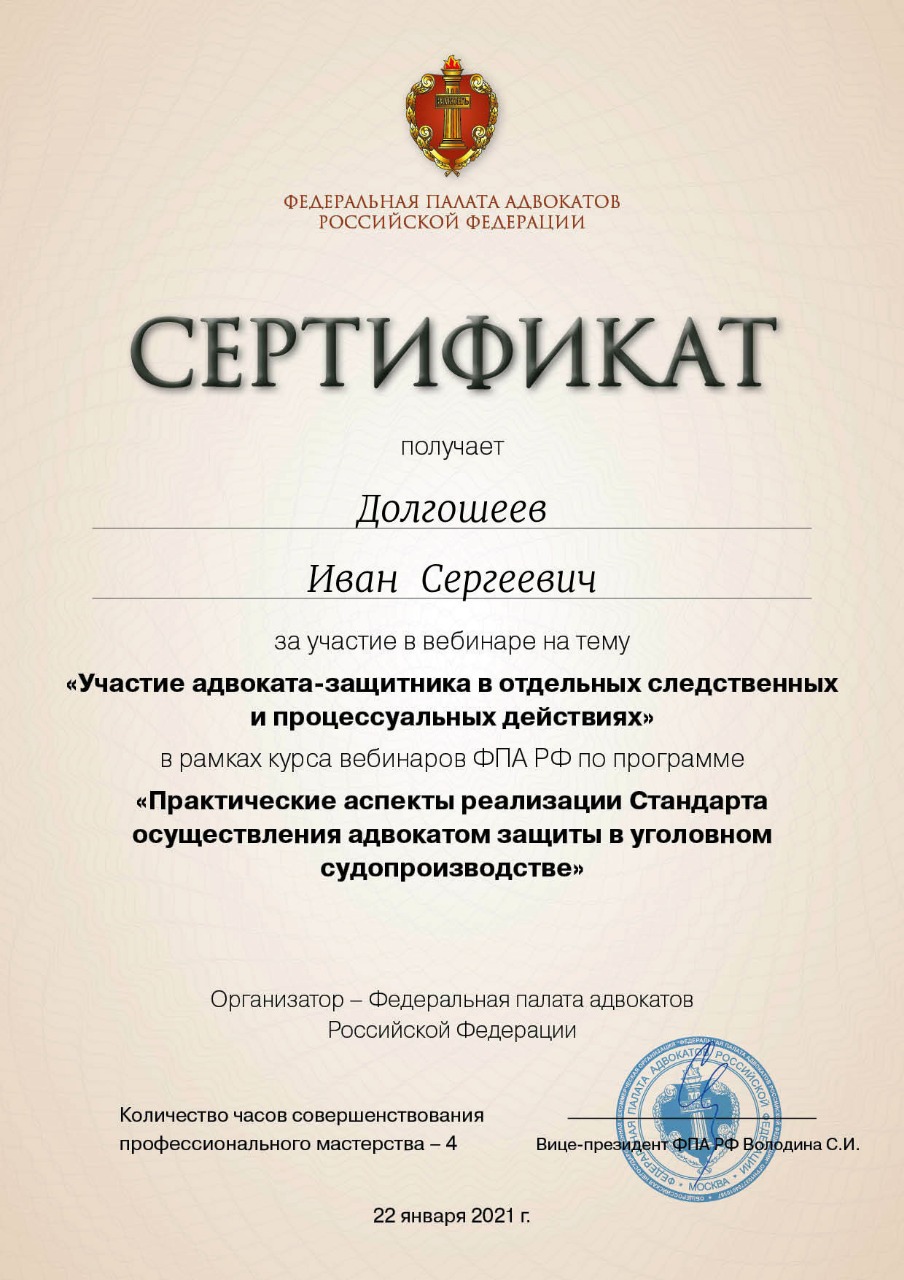 ЗАКОНЪ
ФЕДЕРАЛЬНАЯ ПАЛАТА АДВОКАТОВ
РОССИЙСКОЙ ФЕДЕРАЦИИ
СЕРТИФИКАТ
получает
Долгошеев
Иван Сергеевич
за участие в вебинаре на тему
«Участие адвоката-защитника в отдельных следственных
и процессуальных действиях»
в рамках курса вебинаров ФПА РФ по программе
«Практические аспекты реализации Стандарта
осуществления адвокатом защиты в уголовном
судопроизводстве»
Организатор – Федеральная палата адвокатов
Российской Федерации
Количество часов совершенствования
профессионального мастерства – 4
ФЕДЕРАЛЬНАЯ ПАЛАТА АДВОКАТОВ РОССИЙСКОЙ ФЕДЕРАЦИИ
МОСКВА
Вице-президент ФПА РФ Володина С.И.
22 января 2021 г.